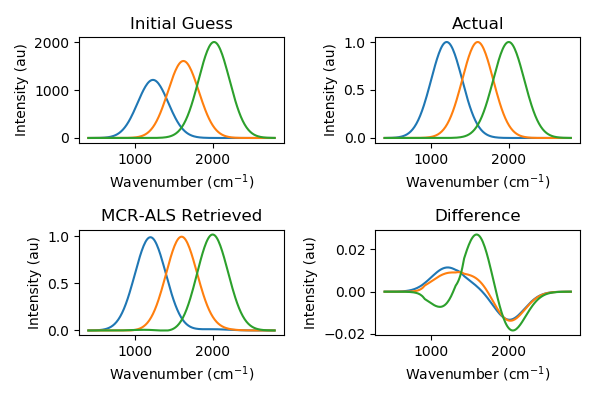 Initial Guess
Intensity (au)
2000
1000
0
1000 2000
Wavenumber (cm⁻¹)
Actual
Intensity (au)
1.0
0.5
0.0
1000 2000
Wavenumber (cm⁻¹)
MCR-ALS Retrieved
Intensity (au)
1.0
0.5
0.0
1000 2000
Wavenumber (cm⁻¹)
Difference
Intensity (au)
0.02
0.00
−0.02
1000 2000
Wavenumber (cm⁻¹)